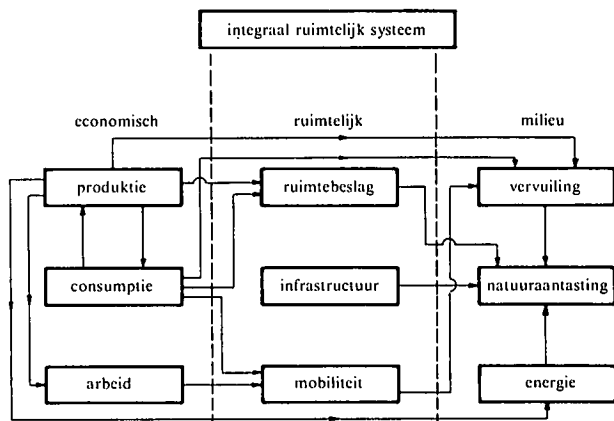 integraal ruimtelijk systeem
economisch
ruimtelijk
milieu
produktie
ruimtebeslag
vervuiling
consumptie
infrastructuur
natuuraantasting
arbeid
mobiliteit
energie